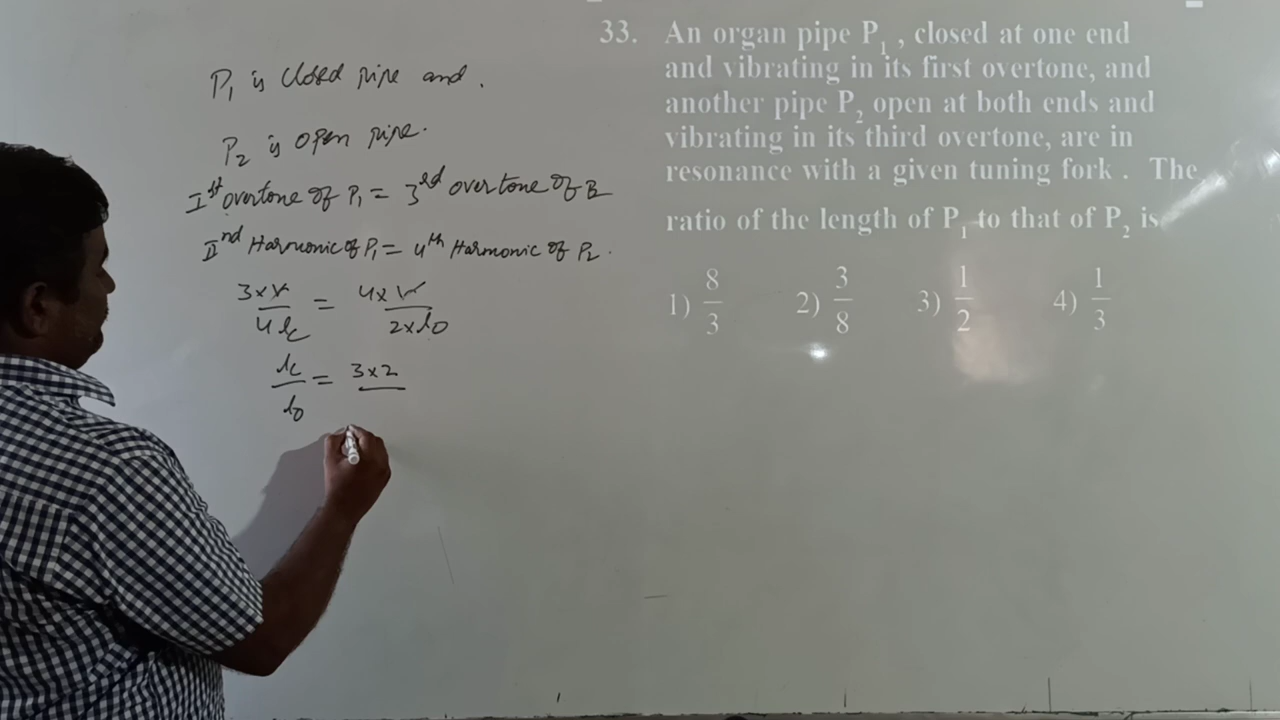 P₁ is closed pipe and .
P₂ is open pipe.
Iˢᵗ overtone of P₁ = 3ʳᵈ overtone of P₂
IIⁿᵈ Harmonic of P₁ = 4ᵗʰ Harmonic of P₂ .
3×v/4lc = 4×v/2×l0
lc/l0 = 3×2
33. An organ pipe P₁ , closed at one end
and vibrating in its first overtone, and
another pipe P₂ open at both ends and
vibrating in its third overtone, are in
resonance with a given tuning fork . The
ratio of the length of P₁ to that of P₂ is
1) 8/3 2) 3/8 3) 1/2 4) 1/3